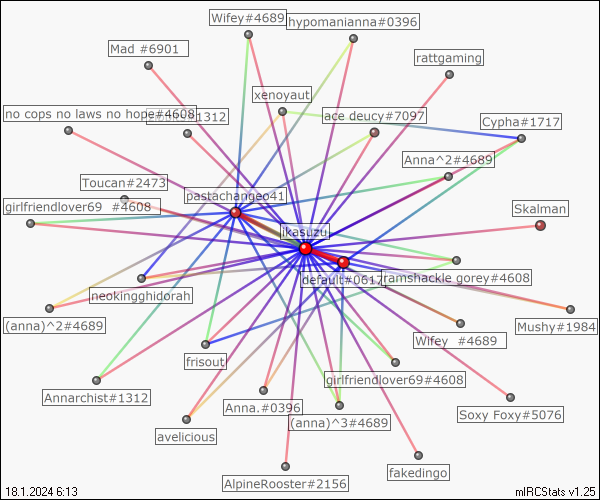 Wifey#4689
hypomanianna#0396
Mad #6901
rattgaming
xenoyaut
no cops no laws no hope#4608
1312
ace deucy#7097
Cypha#1717
Anna^2#4689
Toucan#2473
pastachangeo41
girlfriendlover69 #4608
Skalman
ikasuzu
default#0612
ramshackle gorey#4608
neokingghidorah
(anna)^2#4689
Mushy#1984
Wifey #4689
frisout
girlfriendlover69#4608
Annarchist#1312
Anna.#0396
Soxy Foxy#5076
(anna)^3#4689
avelicious
fakedingo
AlpineRooster#2156
18.1.2024 6:13
mIRCStats v1.25